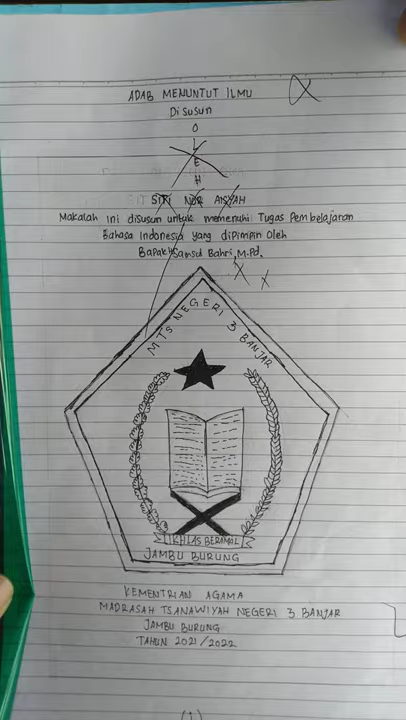 ADAB MENUNTUT ILMU
Disusun
O
L
E
H
SITI NUR AISYAH
Makalah ini disusun untuk memenuhi Tugas Pembelajaran
Bahasa Indonesia yang dipimpin Oleh
Bapak H Samsul Bahri, M.Pd.
MTS NEGERI 3 BANJAR
IKHLAS BERAMAL
JAMBU BURUNG
KEMENTRIAN AGAMA
MADRASAH TSANAWIYAH NEGERI 3 BANJAR
JAMBU BURUNG
TAHUN 2021/2022
(1)